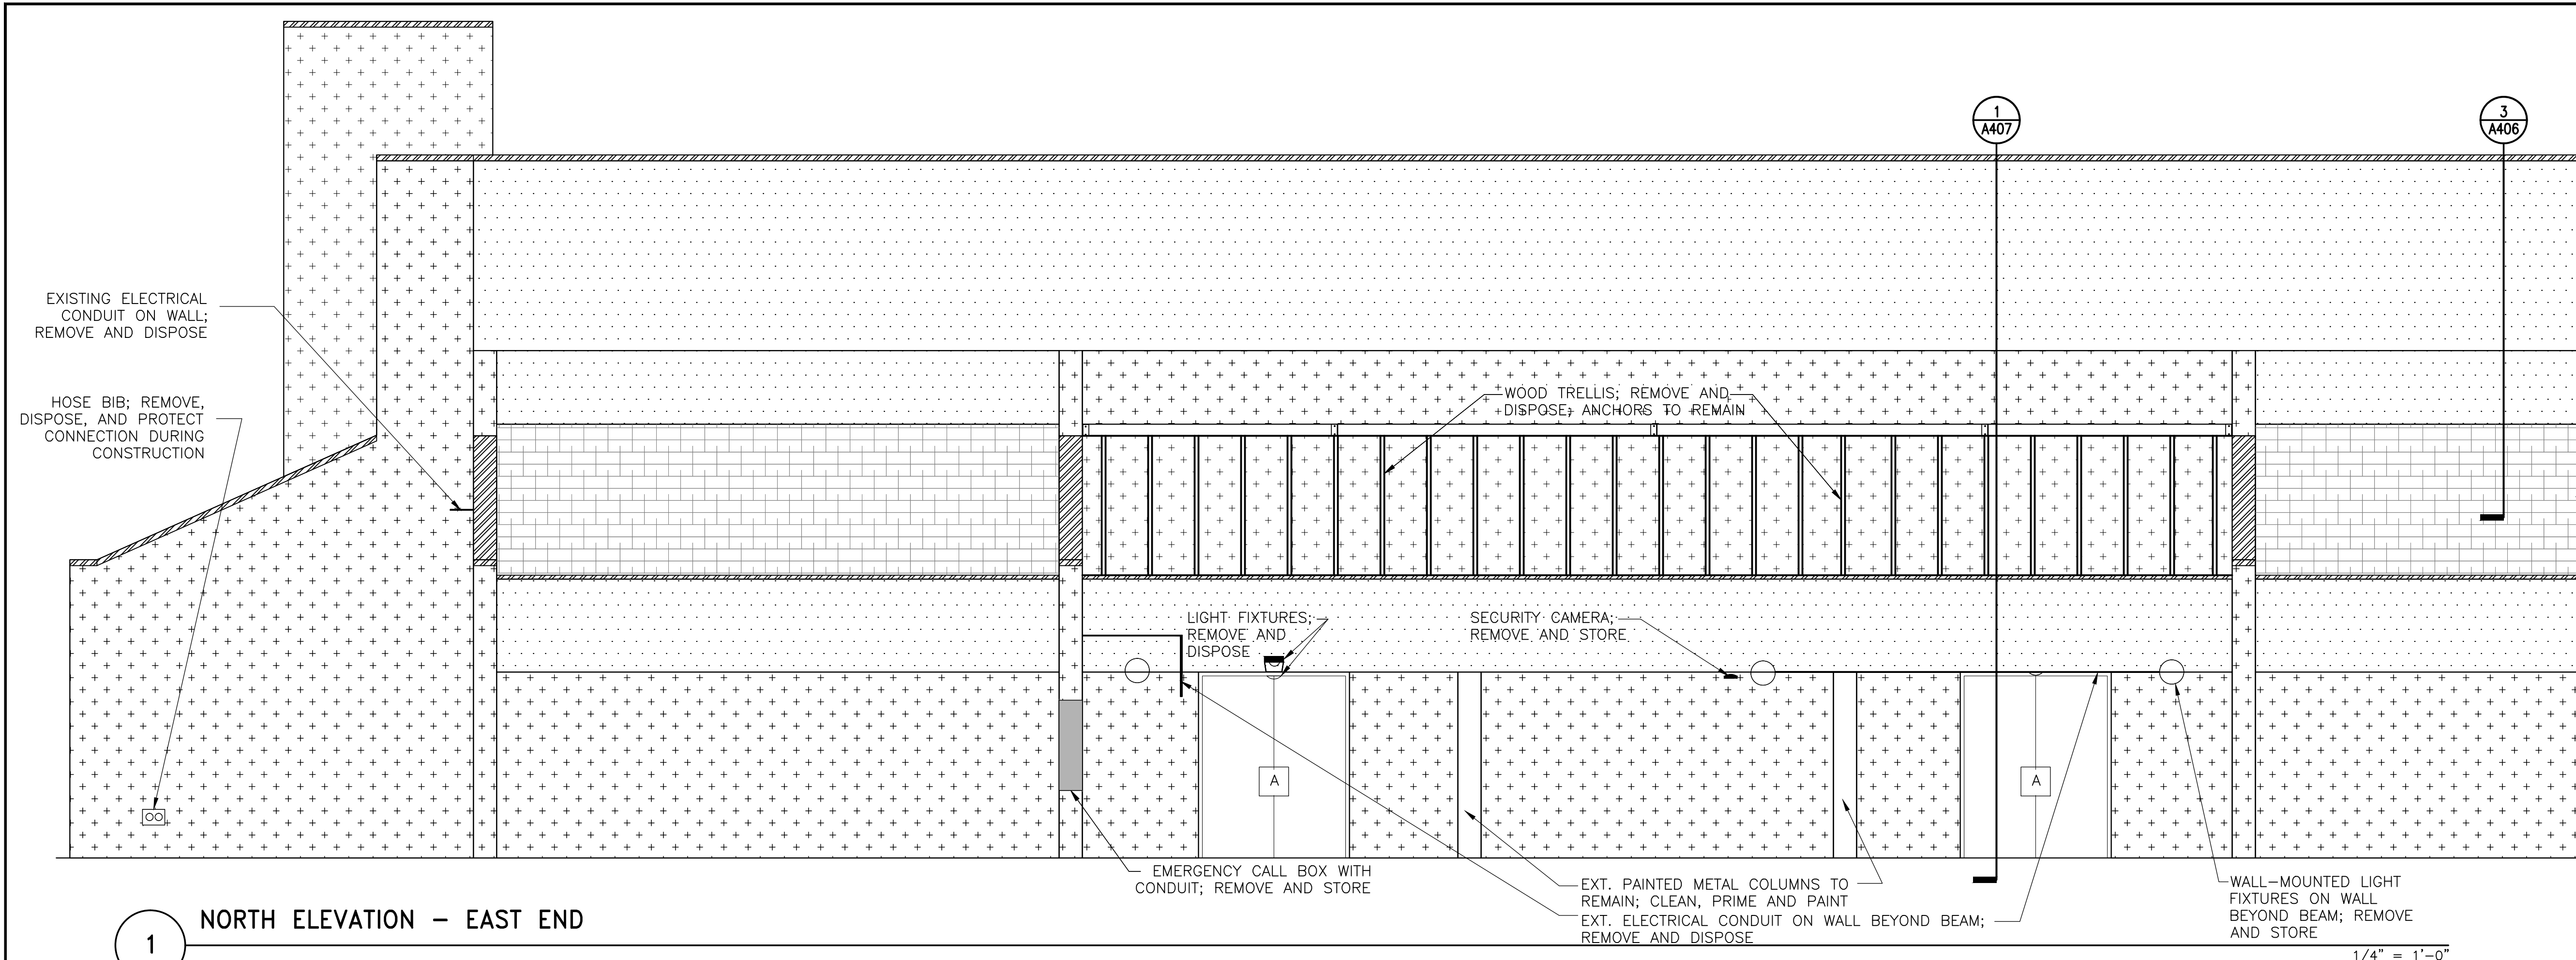 1
A407
3
A406
EXISTING ELECTRICAL
CONDUIT ON WALL;
REMOVE AND DISPOSE
HOSE BIB; REMOVE,
DISPOSE, AND PROTECT
CONNECTION DURING
CONSTRUCTION
WOOD TRELLIS; REMOVE AND
DISPOSE; ANCHORS TO REMAIN
LIGHT FIXTURES;
REMOVE AND
DISPOSE
SECURITY CAMERA;
REMOVE AND STORE
A
A
EMERGENCY CALL BOX WITH
CONDUIT; REMOVE AND STORE
EXT. PAINTED METAL COLUMNS TO
REMAIN; CLEAN, PRIME AND PAINT
EXT. ELECTRICAL CONDUIT ON WALL BEYOND BEAM;
REMOVE AND DISPOSE
WALL-MOUNTED LIGHT
FIXTURES ON WALL
BEYOND BEAM; REMOVE
AND STORE
1
NORTH ELEVATION – EAST END
1/4" = 1'-0"